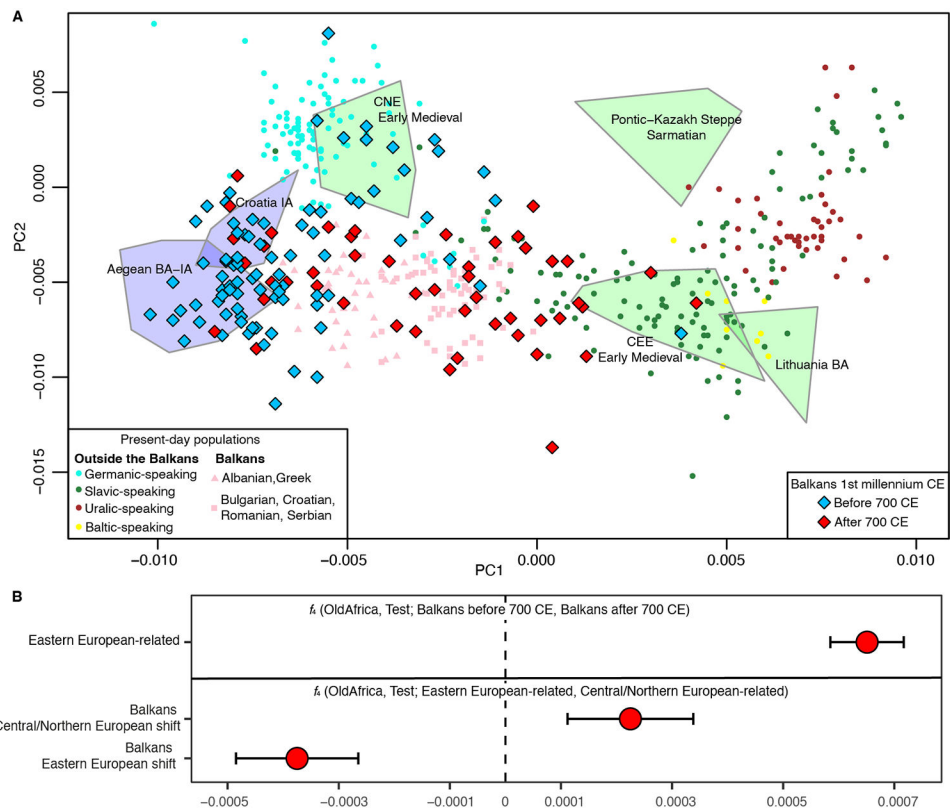 A
CNE
Early Medieval
Pontic−Kazakh Steppe
Sarmatian
Croatia IA
Aegean BA−IA
CEE
Early Medieval
Lithuania BA
PC2
0.005
0.000
−0.005
−0.010
−0.015
Present-day populations
Outside the Balkans
Germanic-speaking
Slavic-speaking
Uralic-speaking
Baltic-speaking
Balkans
Albanian,Greek
Bulgarian, Croatian,
Romanian, Serbian
Balkans 1st millennium CE
Before 700 CE
After 700 CE
−0.010
−0.005
0.000
0.005
0.010
PC1
B
f₄ (OldAfrica, Test; Balkans before 700 CE, Balkans after 700 CE)
Eastern European-related
f₄ (OldAfrica, Test; Eastern European-related, Central/Northern European-related)
Balkans
Central/Northern European shift
Balkans
Eastern European shift
−0.0005
−0.0003
−0.0001
0
0.0001
0.0003
0.0005
0.0007